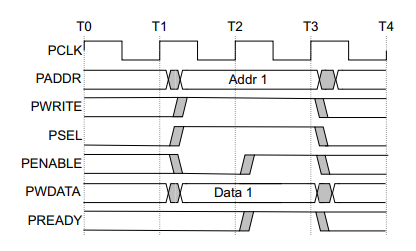 T0 T1 T2 T3 T4
PCLK
PADDR Addr 1
PWRITE
PSEL
PENABLE
PWDATA Data 1
PREADY